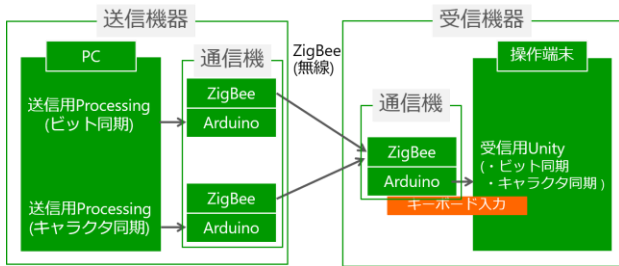 送信機器
PC
送信用Processing
(ビット同期)
送信用Processing
(キャラクタ同期)
通信機
ZigBee
Arduino
ZigBee
Arduino
ZigBee
(無線)
受信機器
通信機
ZigBee
Arduino
キーボード入力
操作端末
受信用Unity
(・ビット同期
・キャラクタ同期)